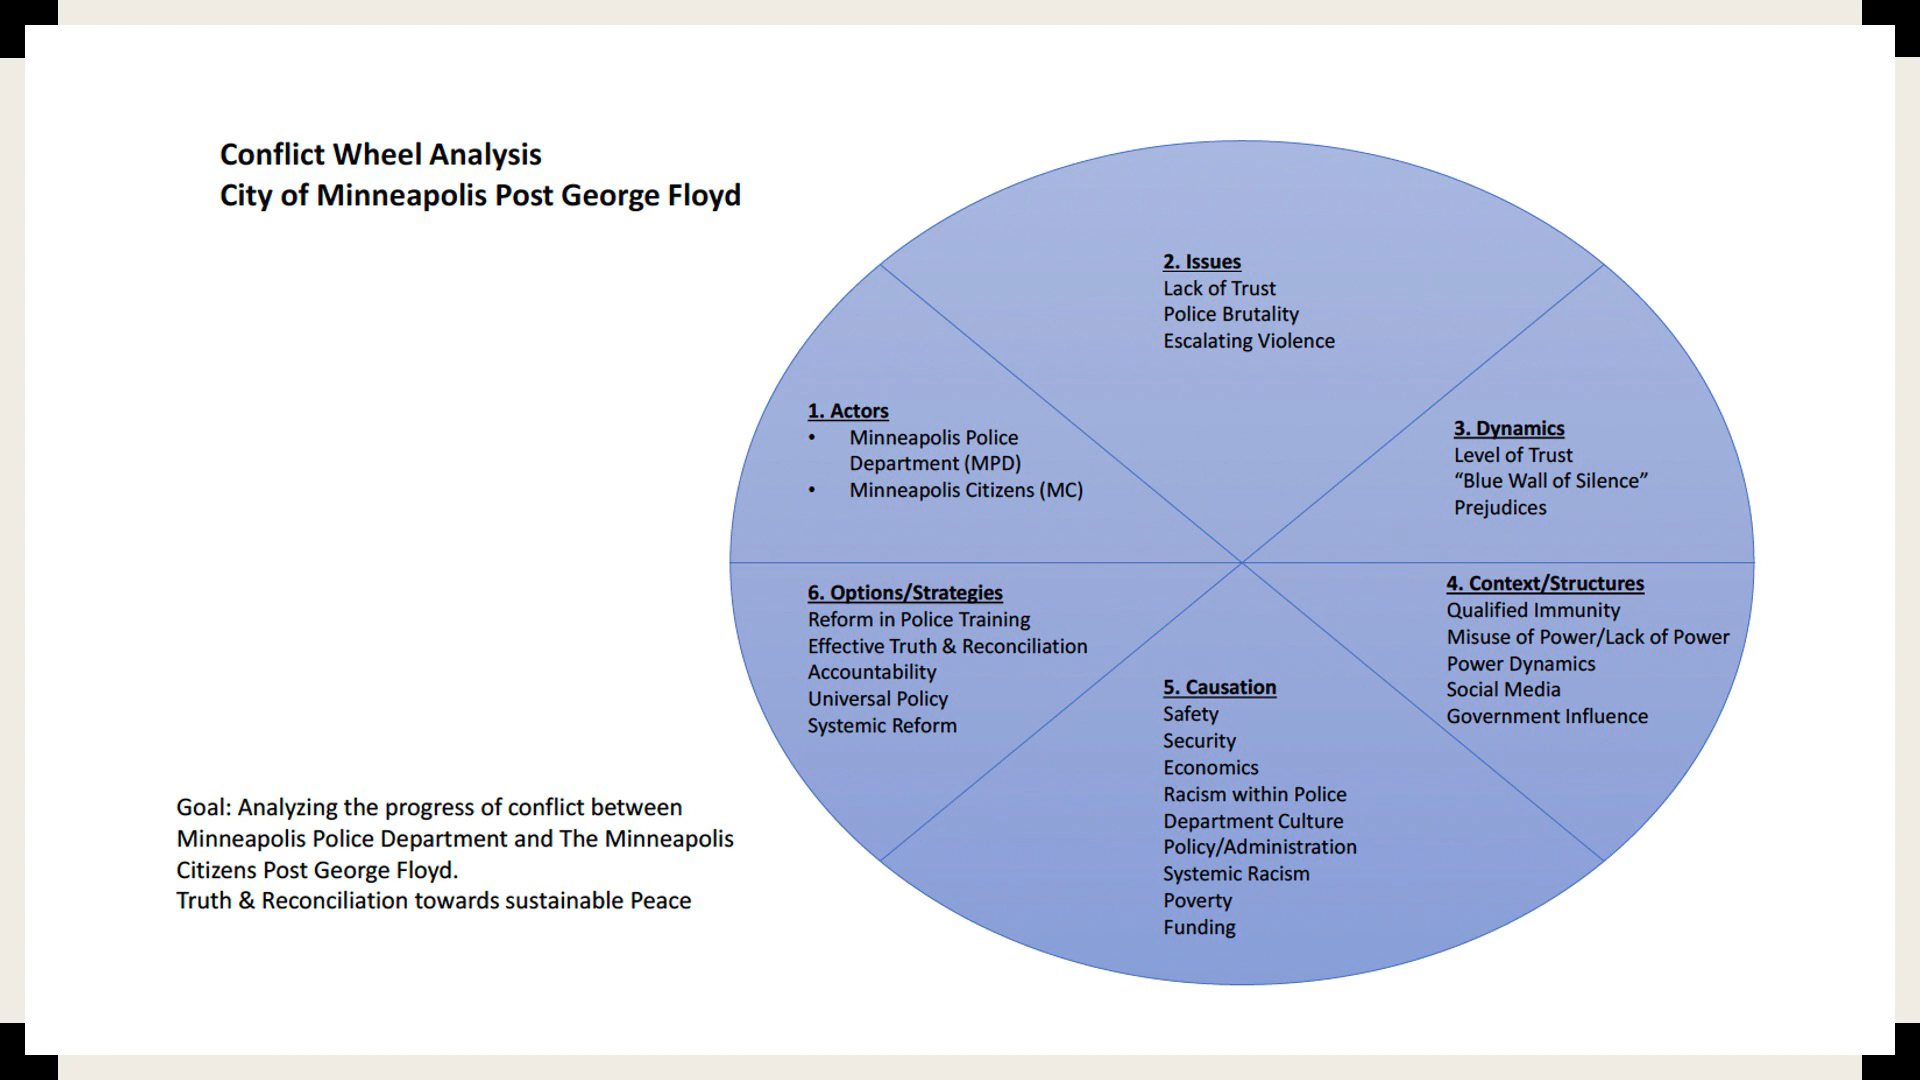 Conflict Wheel Analysis
City of Minneapolis Post George Floyd
1. Actors
• Minneapolis Police
Department (MPD)
• Minneapolis Citizens (MC)
2. Issues
Lack of Trust
Police Brutality
Escalating Violence
3. Dynamics
Level of Trust
“Blue Wall of Silence”
Prejudices
4. Context/Structures
Qualified Immunity
Misuse of Power/Lack of Power
Power Dynamics
Social Media
Government Influence
5. Causation
Safety
Security
Economics
Racism within Police
Department Culture
Policy/Administration
Systemic Racism
Poverty
Funding
6. Options/Strategies
Reform in Police Training
Effective Truth & Reconciliation
Accountability
Universal Policy
Systemic Reform
Goal: Analyzing the progress of conflict between
Minneapolis Police Department and The Minneapolis
Citizens Post George Floyd.
Truth & Reconciliation towards sustainable Peace